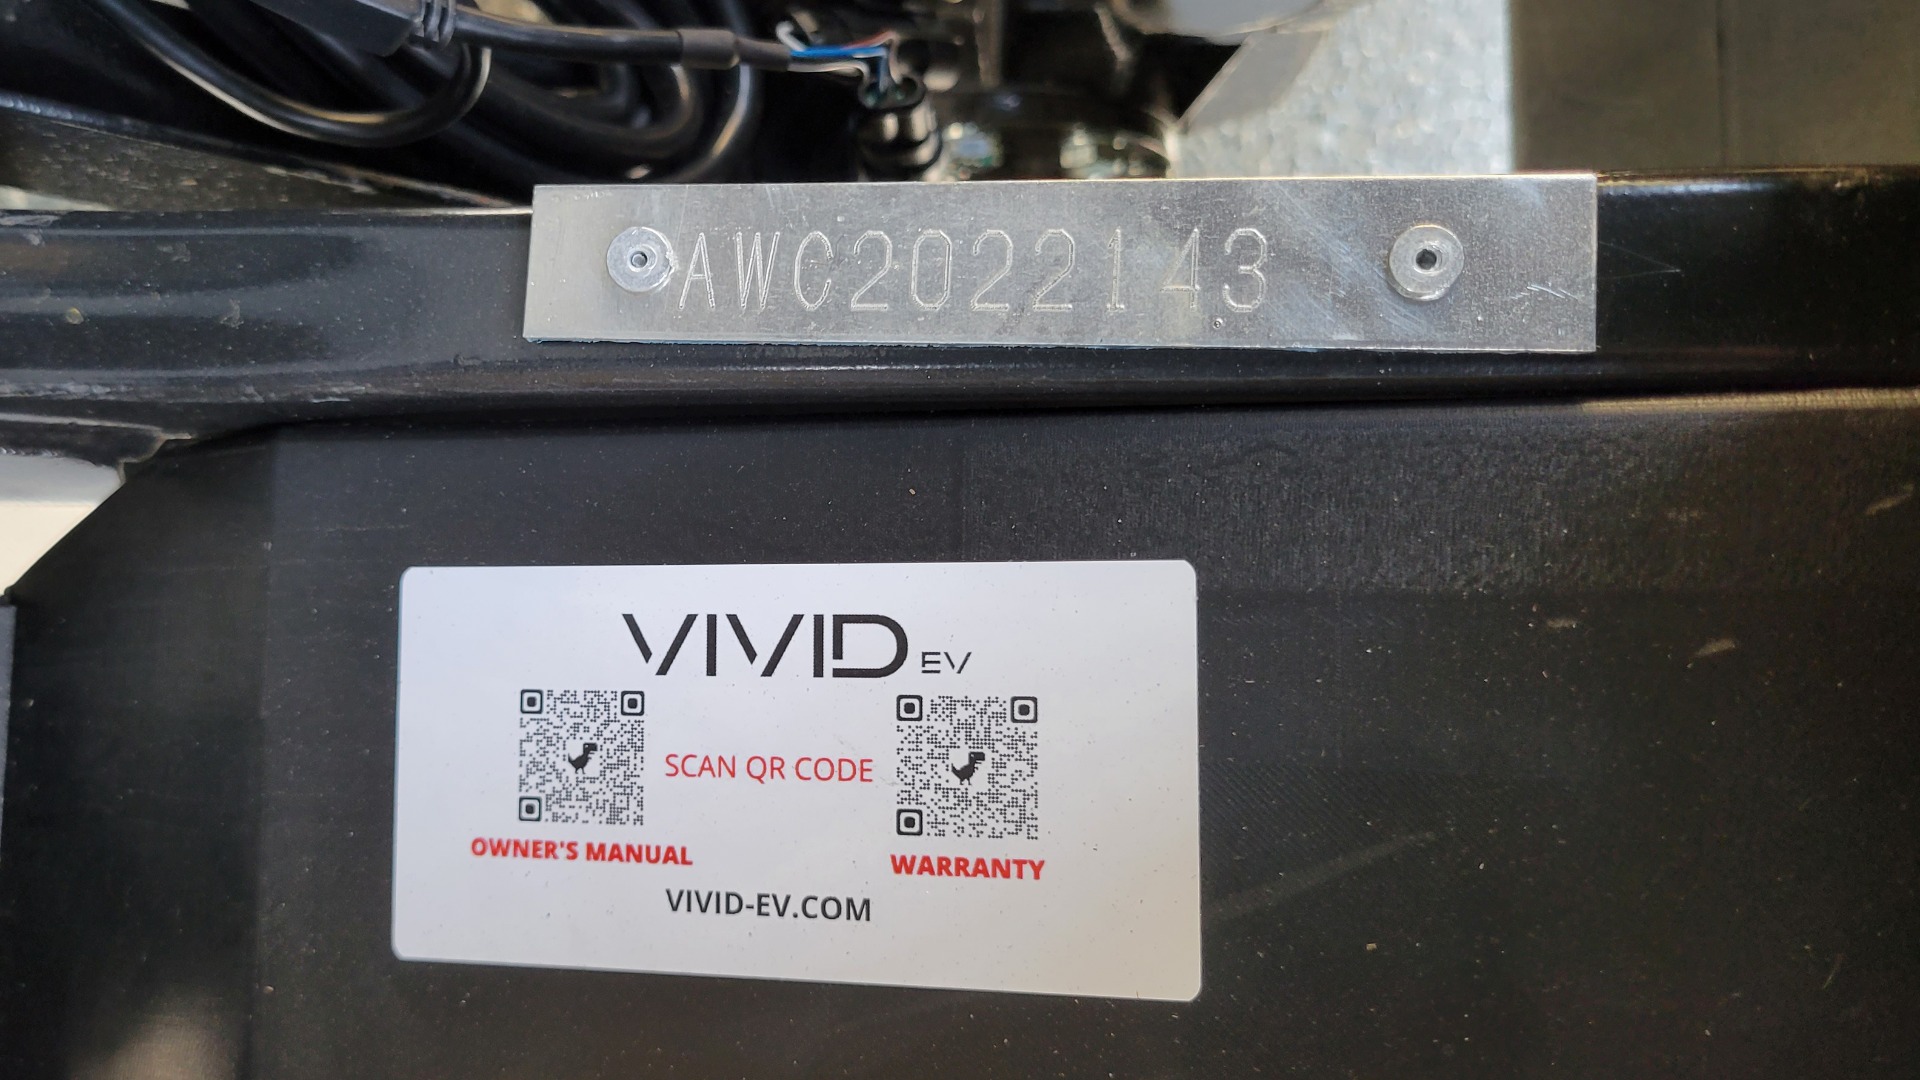 AWC2022143
VIVID EV
SCAN QR CODE
OWNER'S MANUAL
WARRANTY
VIVID-EV.COM